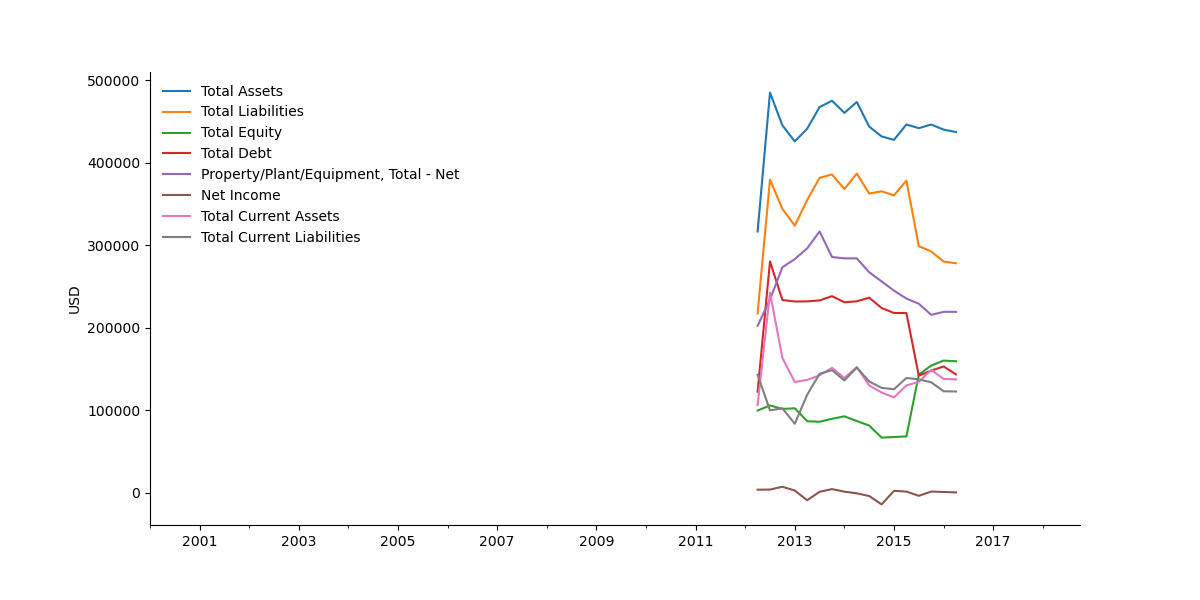 500000
400000
300000
200000
100000
0
USD
Total Assets
Total Liabilities
Total Equity
Total Debt
Property/Plant/Equipment, Total - Net
Net Income
Total Current Assets
Total Current Liabilities
2001 2003 2005 2007 2009 2011 2013 2015 2017